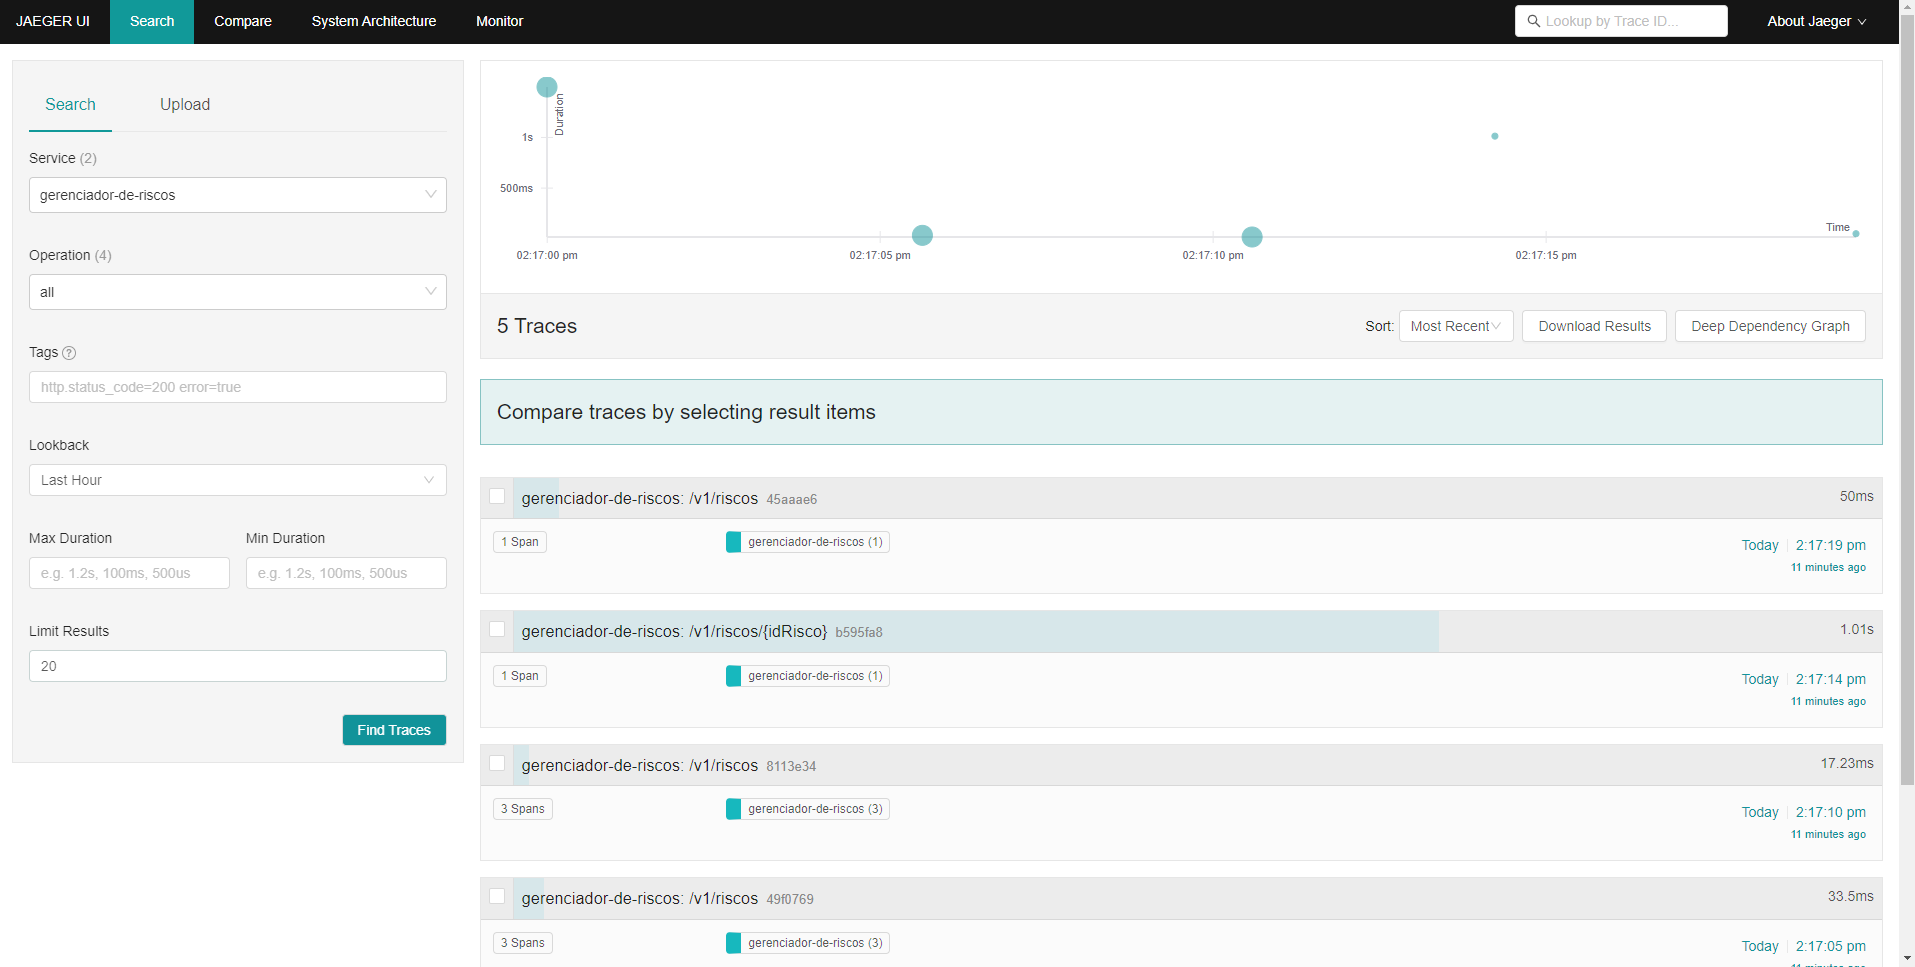 JAEGER UI Search Compare System Architecture Monitor Lookup by Trace ID... About Jaeger
Search Upload
Service (2)
gerenciador-de-riscos
Operation (4)
all
Tags
http.status_code=200 error=true
Lookback
Last Hour
Max Duration Min Duration
e.g. 1.2s, 100ms, 500us e.g. 1.2s, 100ms, 500us
Limit Results
20
Find Traces
Duration
1s
500ms
Time
02:17:00 pm 02:17:05 pm 02:17:10 pm 02:17:15 pm
5 Traces Sort: Most Recent Download Results Deep Dependency Graph
Compare traces by selecting result items
gerenciador-de-riscos: /v1/riscos 45aaae6 50ms
1 Span gerenciador-de-riscos (1) Today 2:17:19 pm
11 minutes ago
gerenciador-de-riscos: /v1/riscos/{idRisco} b595fa8 1.01s
1 Span gerenciador-de-riscos (1) Today 2:17:14 pm
11 minutes ago
gerenciador-de-riscos: /v1/riscos 8113e34 17.23ms
3 Spans gerenciador-de-riscos (3) Today 2:17:10 pm
11 minutes ago
gerenciador-de-riscos: /v1/riscos 49f0769 33.5ms
3 Spans gerenciador-de-riscos (3) Today 2:17:05 pm